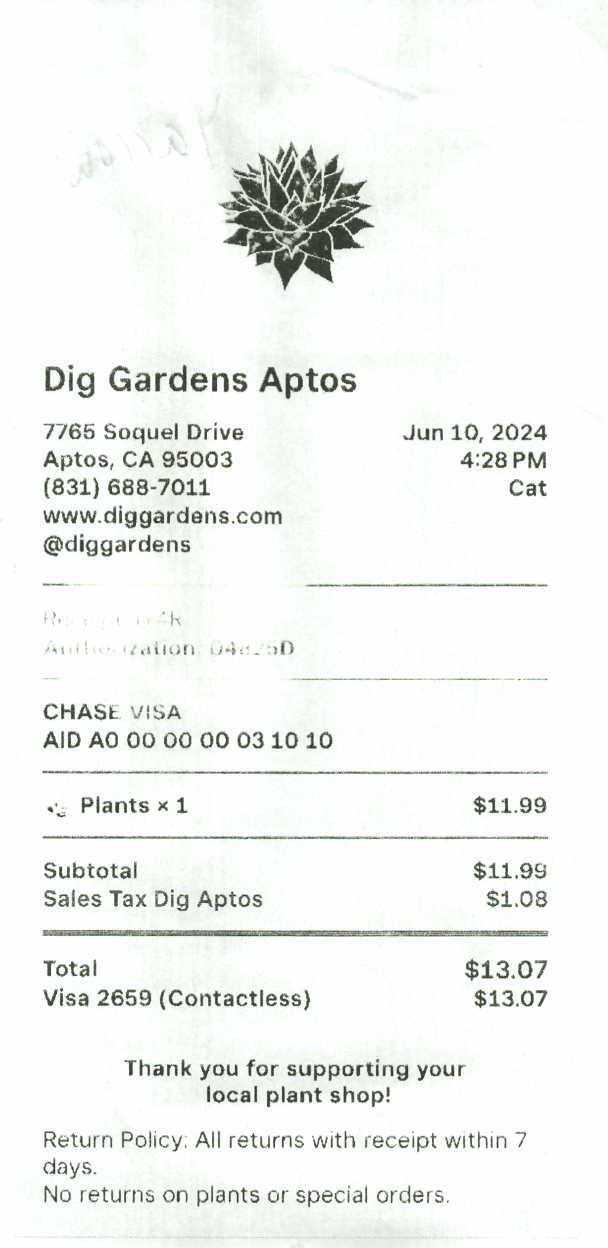 Dig Gardens Aptos
7765 Soquel Drive
Jun 10, 2024
Aptos, CA 95003
4:28 PM
(831) 688-7011
Cat
www.diggardens.com
@diggardens
Authorization:
CHASE VISA
AID A0 00 00 00 03 10 10
Plants × 1
$11.99
Subtotal
$11.99
Sales Tax Dig Aptos
$1.08
Total
$13.07
Visa 2659 (Contactless)
$13.07
Thank you for supporting your
local plant shop!
Return Policy: All returns with receipt within 7
days.
No returns on plants or special orders.